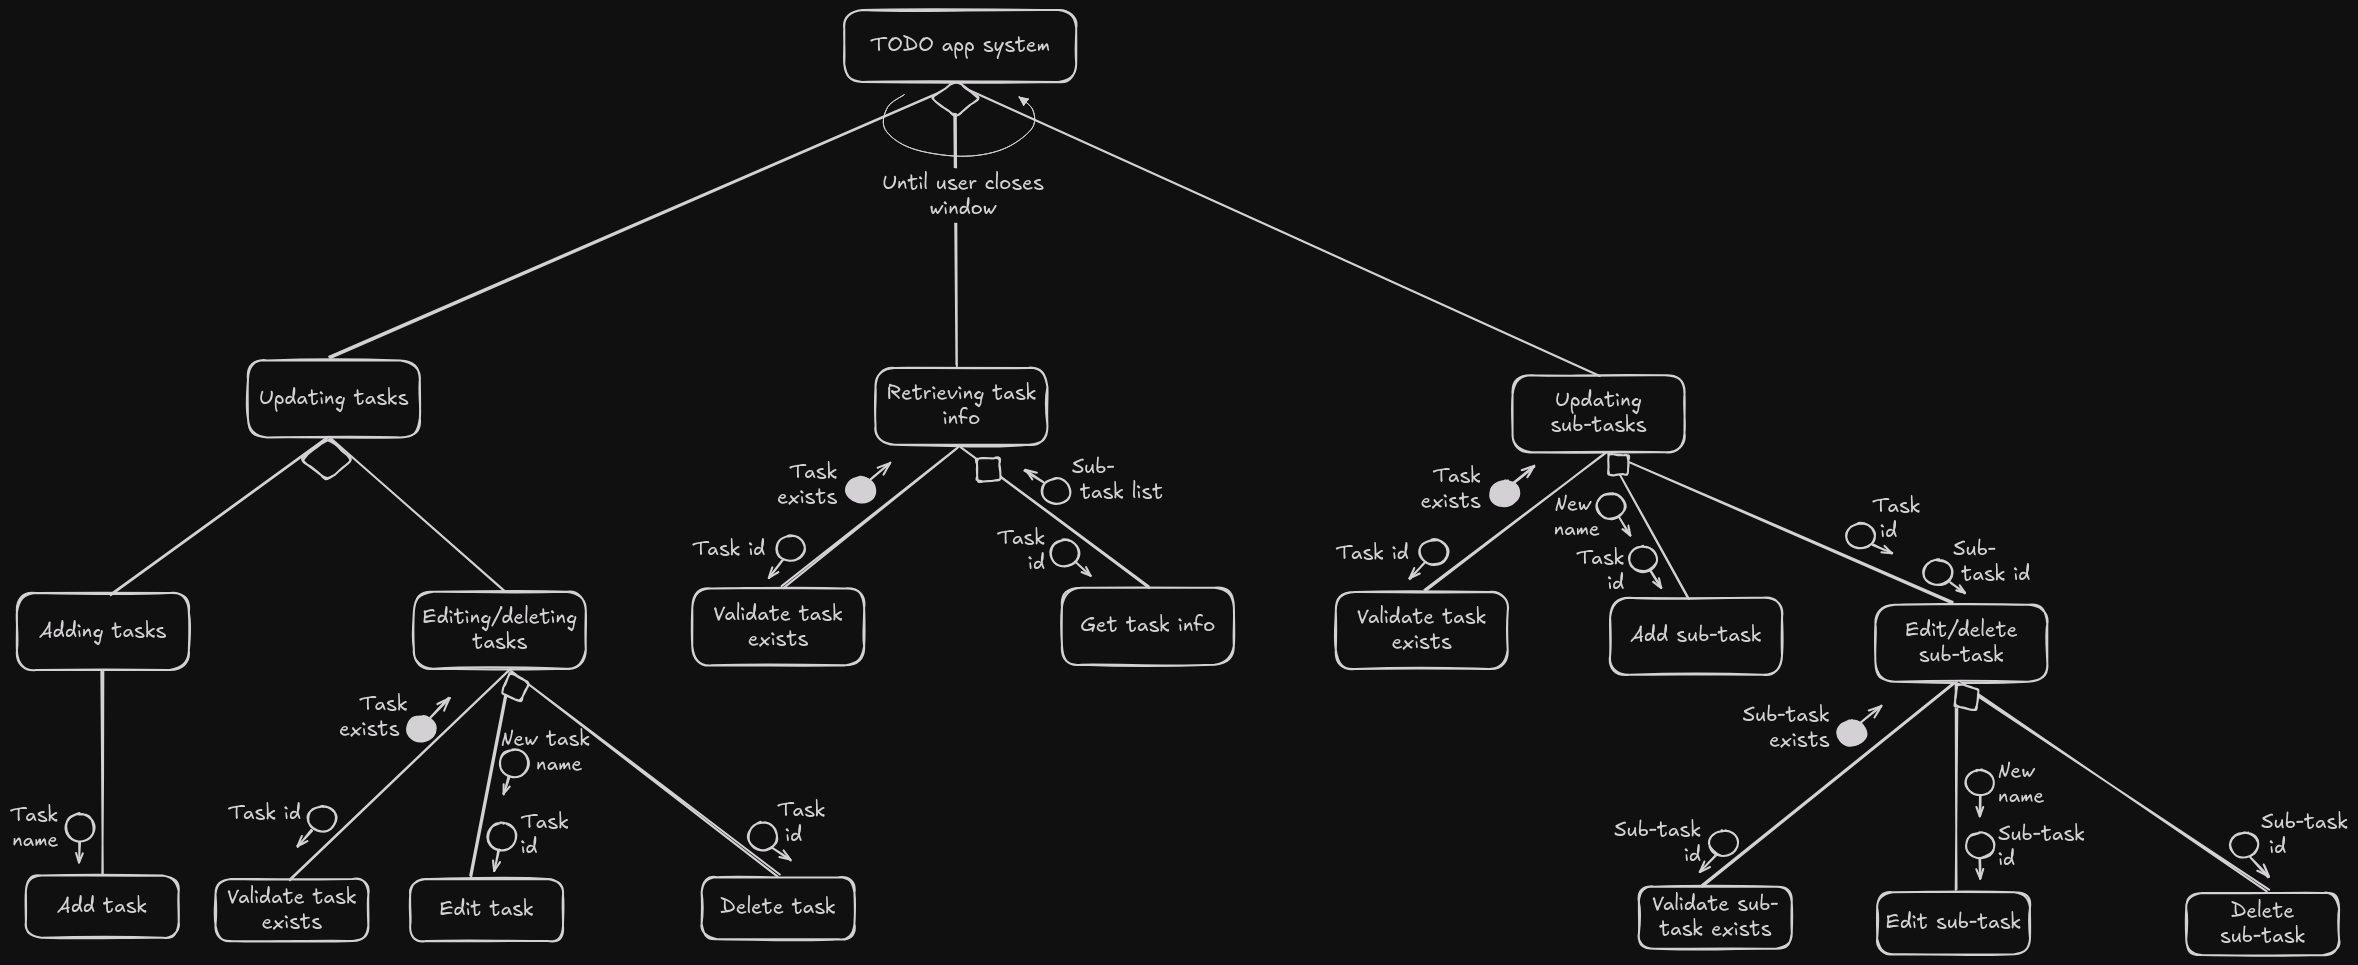 TODO app system
Until user closes
window
Updating tasks
Retrieving task
info
Updating
sub-tasks
Task
exists
Sub-
task list
Task id
Task
id
Task
exists
New
name
Task
id
Task id
Task
id
Sub-
task id
Adding tasks
Editing/deleting
tasks
Validate task
exists
Get task info
Validate task
exists
Add sub-task
Edit/delete
sub-task
Task
exists
New task
name
Sub-task
exists
New
name
Task
name
Task id
Task
id
Task
id
Sub-task
id
Sub-task
id
Sub-task
id
Add task
Validate task
exists
Edit task
Delete task
Validate sub-
task exists
Edit sub-task
Delete
sub-task